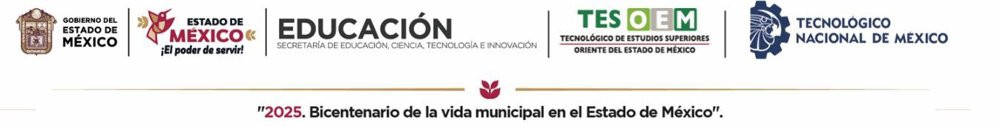 GOBIERNO DEL
ESTADO DE
MÉXICO
ESTADO DE
MÉXICO
¡El poder de servir!
EDUCACIÓN
SECRETARÍA DE EDUCACIÓN, CIENCIA, TECNOLOGÍA E INNOVACIÓN
TES OEM
TECNOLÓGICO DE ESTUDIOS SUPERIORES
ORIENTE DEL ESTADO DE MÉXICO
TECNOLÓGICO
NACIONAL DE MÉXICO
"2025. Bicentenario de la vida municipal en el Estado de México".